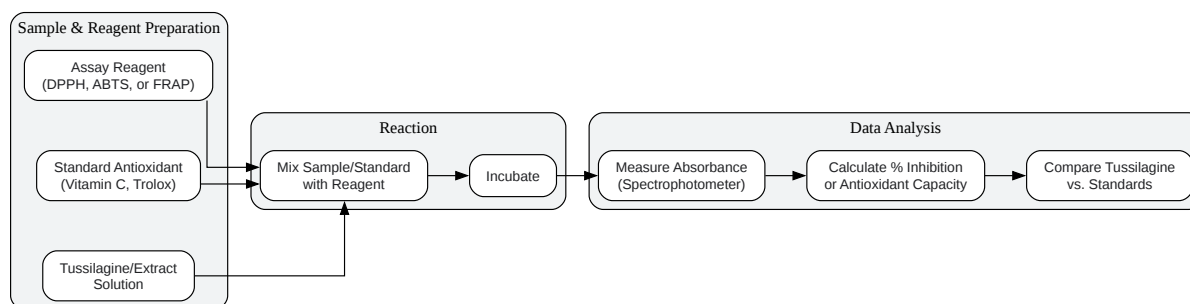 Sample & Reagent Preparation
Assay Reagent
(DPPH, ABTS, or FRAP)
Standard Antioxidant
(Vitamin C, Trolox)
Tussilagine/Extract
Solution
Reaction
Mix Sample/Standard
with Reagent
Incubate
Data Analysis
Measure Absorbance
(Spectrophotometer)
Calculate % Inhibition
or Antioxidant Capacity
Compare Tussilagine
vs. Standards